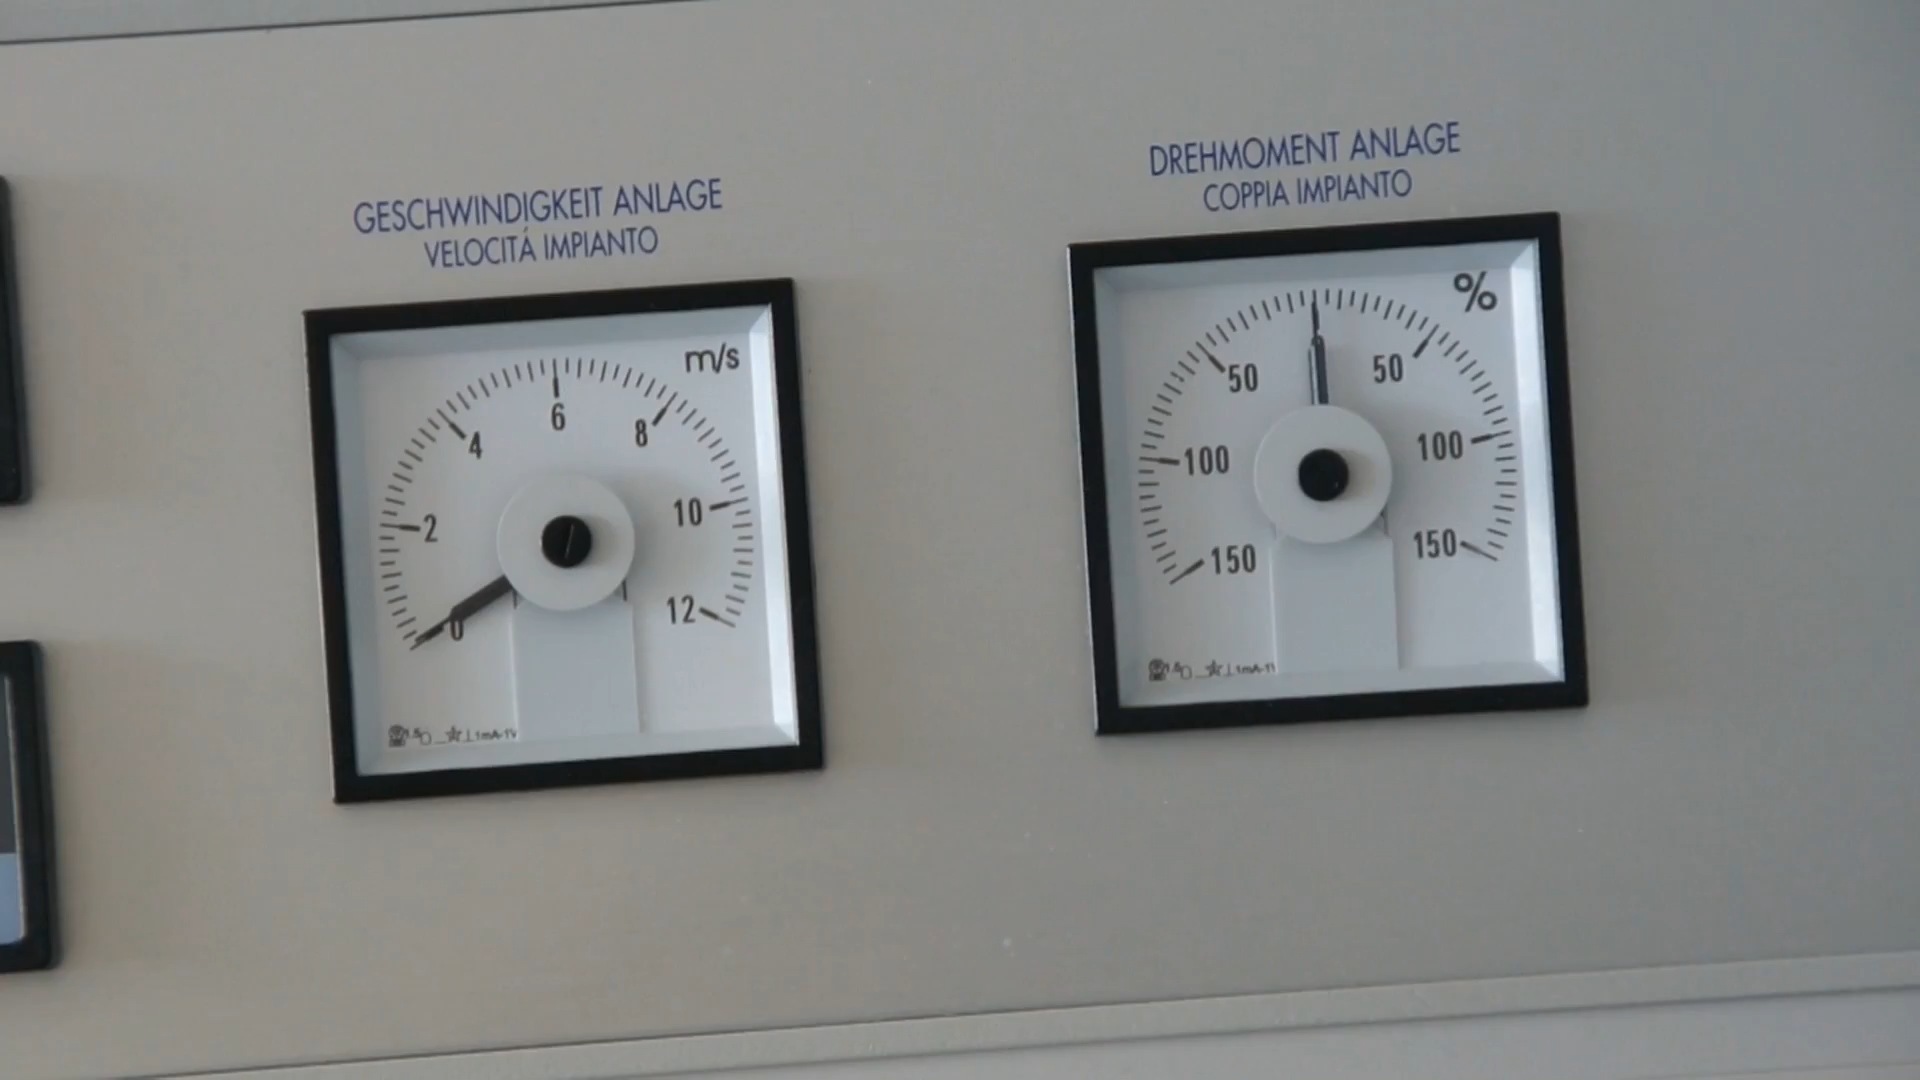 GESCHWINDIGKEIT ANLAGE
VELOCITÁ IMPIANTO
m/s
0
2
4
6
8
10
12
DREHMOMENT ANLAGE
COPPIA IMPIANTO
%
150
100
50
50
100
150